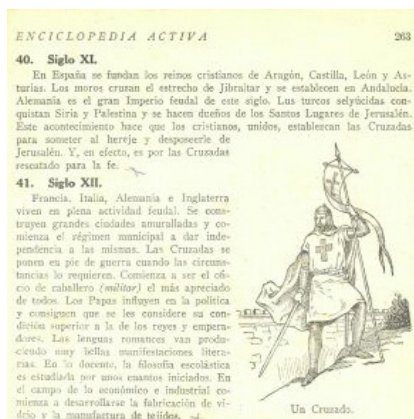 ENCICLOPEDIA ACTIVA 263
40. Siglo XI.
En España se fundan los reinos cristianos de Aragón, Castilla, León y As-
turias. Los moros cruzan el estrecho de Jibraltar y se establecen en Andalucía.
Alemania es el gran Imperio feudal de este siglo. Lus turcos selyúcidas con-
quistan Siria y Palestina y se hacen dueños de los Santos Lugares de Jerusalén.
Este acontecimiento hace que los cristianos, unidos, establezcan las Cruzadas
para someter al hereje y desposeerle de
Jerusalén. Y, en efecto, es por las Cruzadas
rescatado para la fe.
41. Siglo XII.
Francia, Italia, Alemania e Inglaterra
viven en plena actividad feudal. Se cons-
truyen grandes ciudades amuralladas y co-
mienza el régimen municipal a dar inde-
pendencia a las mismas. Las Cruzadas se
ponen en pie de guerra cuando las circuns-
tancias lo requieren. Comienza a ser el ofi-
cio de caballero (militar) el más apreciado
de todos. Los Papas influyen en la política
y consiguen que se les considere su con-
dición superior a la de los reyes y empera-
dores. Las lenguas romances van produ-
ciendo muy bellas manifestaciones litera-
rias. En lo docente, la filosofía escolástica
es estudiada por unos cuantos iniciados. En
el campo de lo económico e industrial co-
mienza a desarrollarse la fabricación de vi-
drio y la manufactura de tejidos.
Un Cruzado.